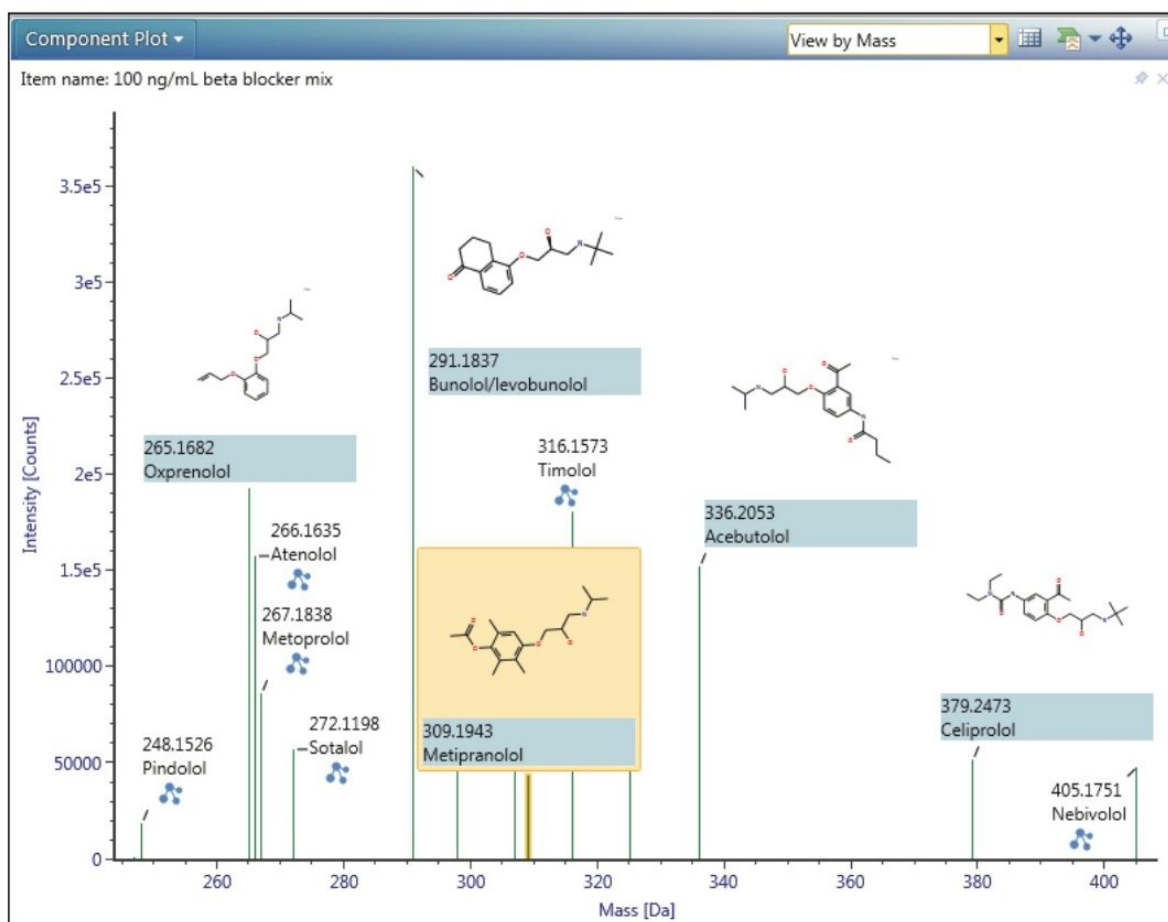 Component Plot
View by Mass
Item name: 100 ng/mL beta blocker mix
Intensity [Counts]
3.5e5
3e5
2.5e5
2e5
1.5e5
100000
50000
0
265.1682
Oxprenolol
266.1635
Atenolol
267.1838
Metoprolol
248.1526
Pindolol
272.1198
Sotalol
291.1837
Bunolol/levobunolol
316.1573
Timolol
309.1943
Metipranolol
336.2053
Acebutolol
379.2473
Celiprolol
405.1751
Nebivolol
260
280
300
320
340
360
380
400
Mass [Da]